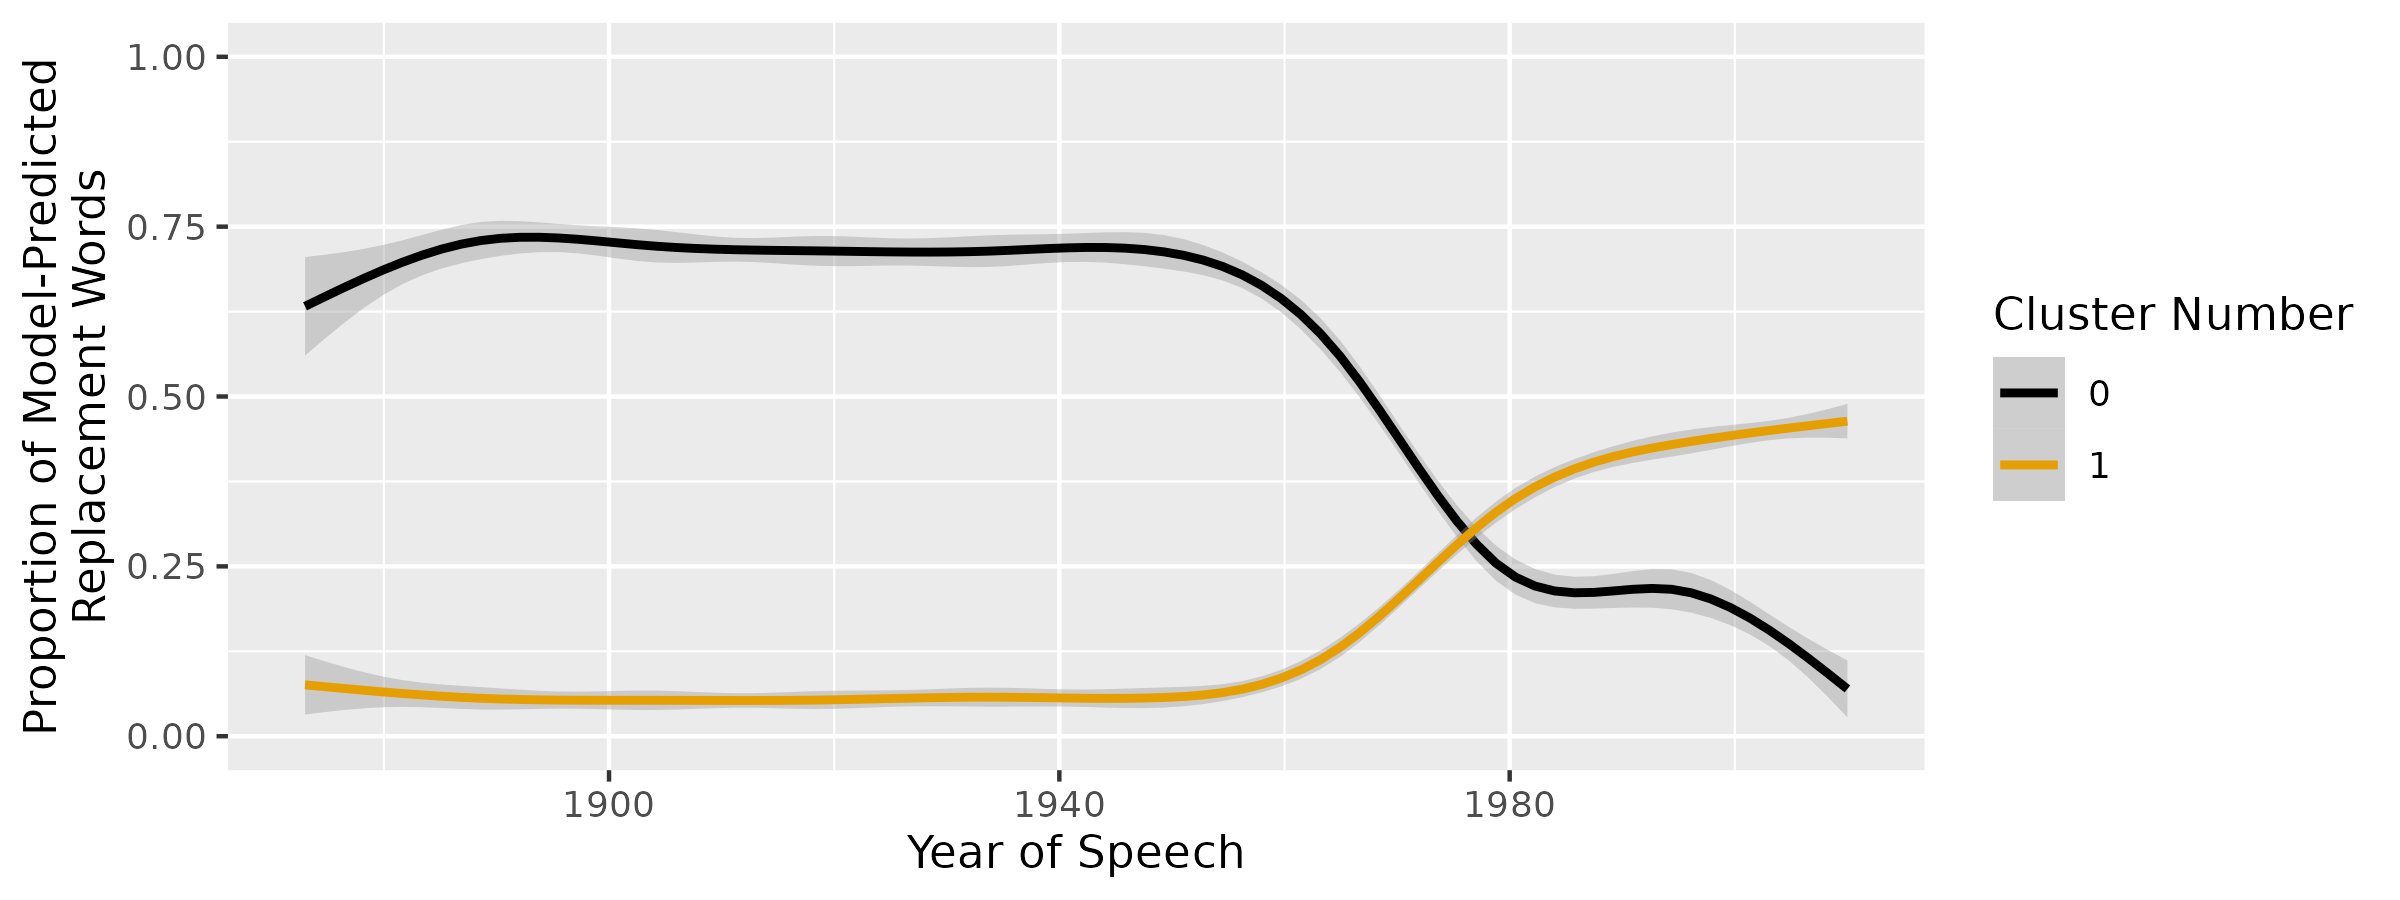 Proportion of Model-Predicted
Replacement Words
1.00
0.75
0.50
0.25
0.00
1900
1940
1980
Year of Speech
Cluster Number
0
1